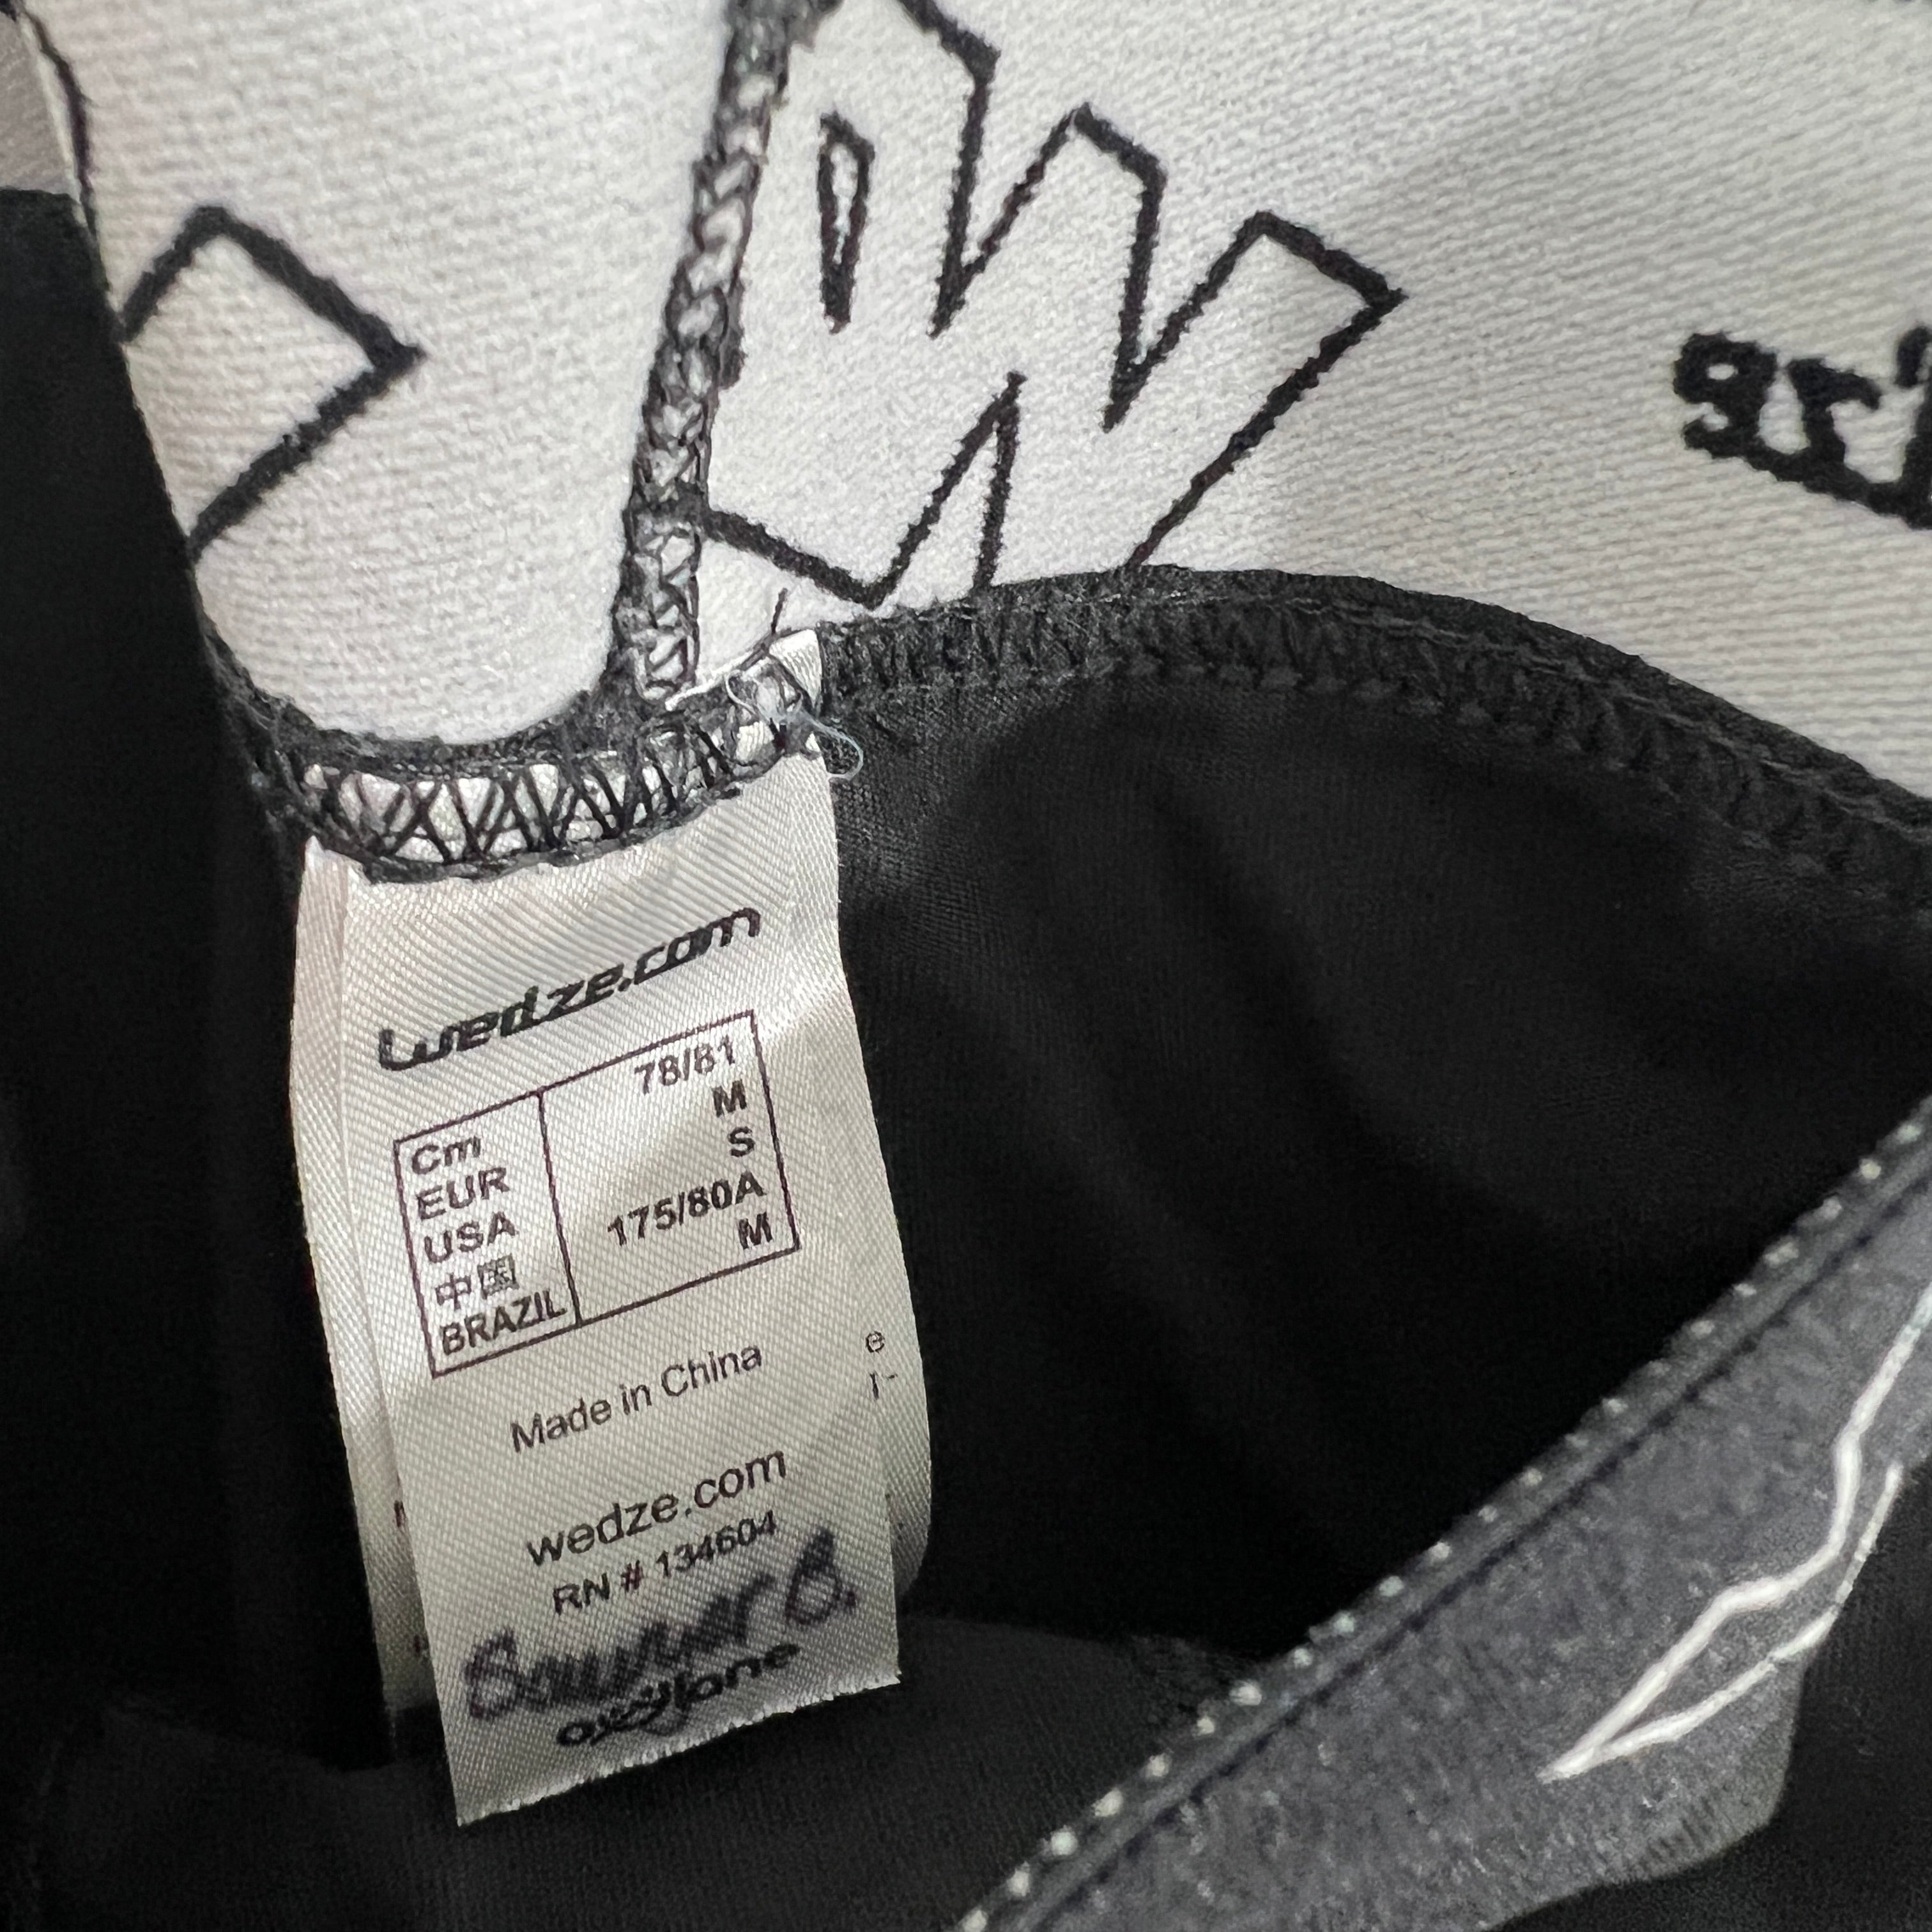 wedze.com
Cm 78/81
EUR M
USA S
中国 175/80A
BRAZIL M
Made in China
wedze.com
RN # 134604
oxylane